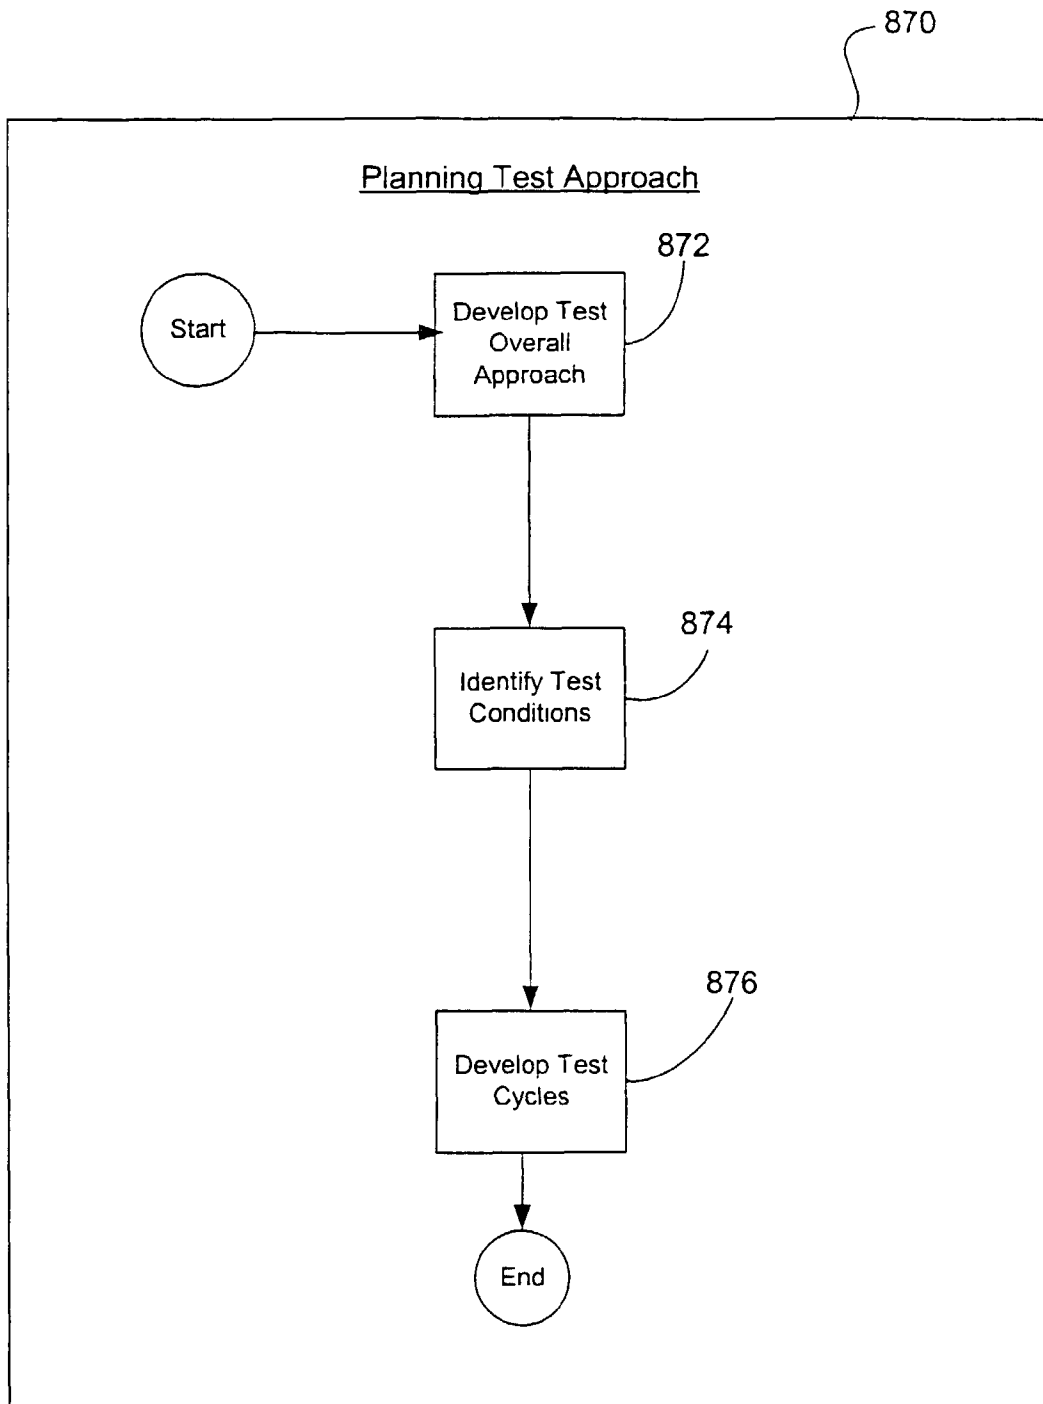 870
Planning Test Approach
872
Start
Develop Test
Overall
Approach
874
Identify Test
Conditions
876
Develop Test
Cycles
End